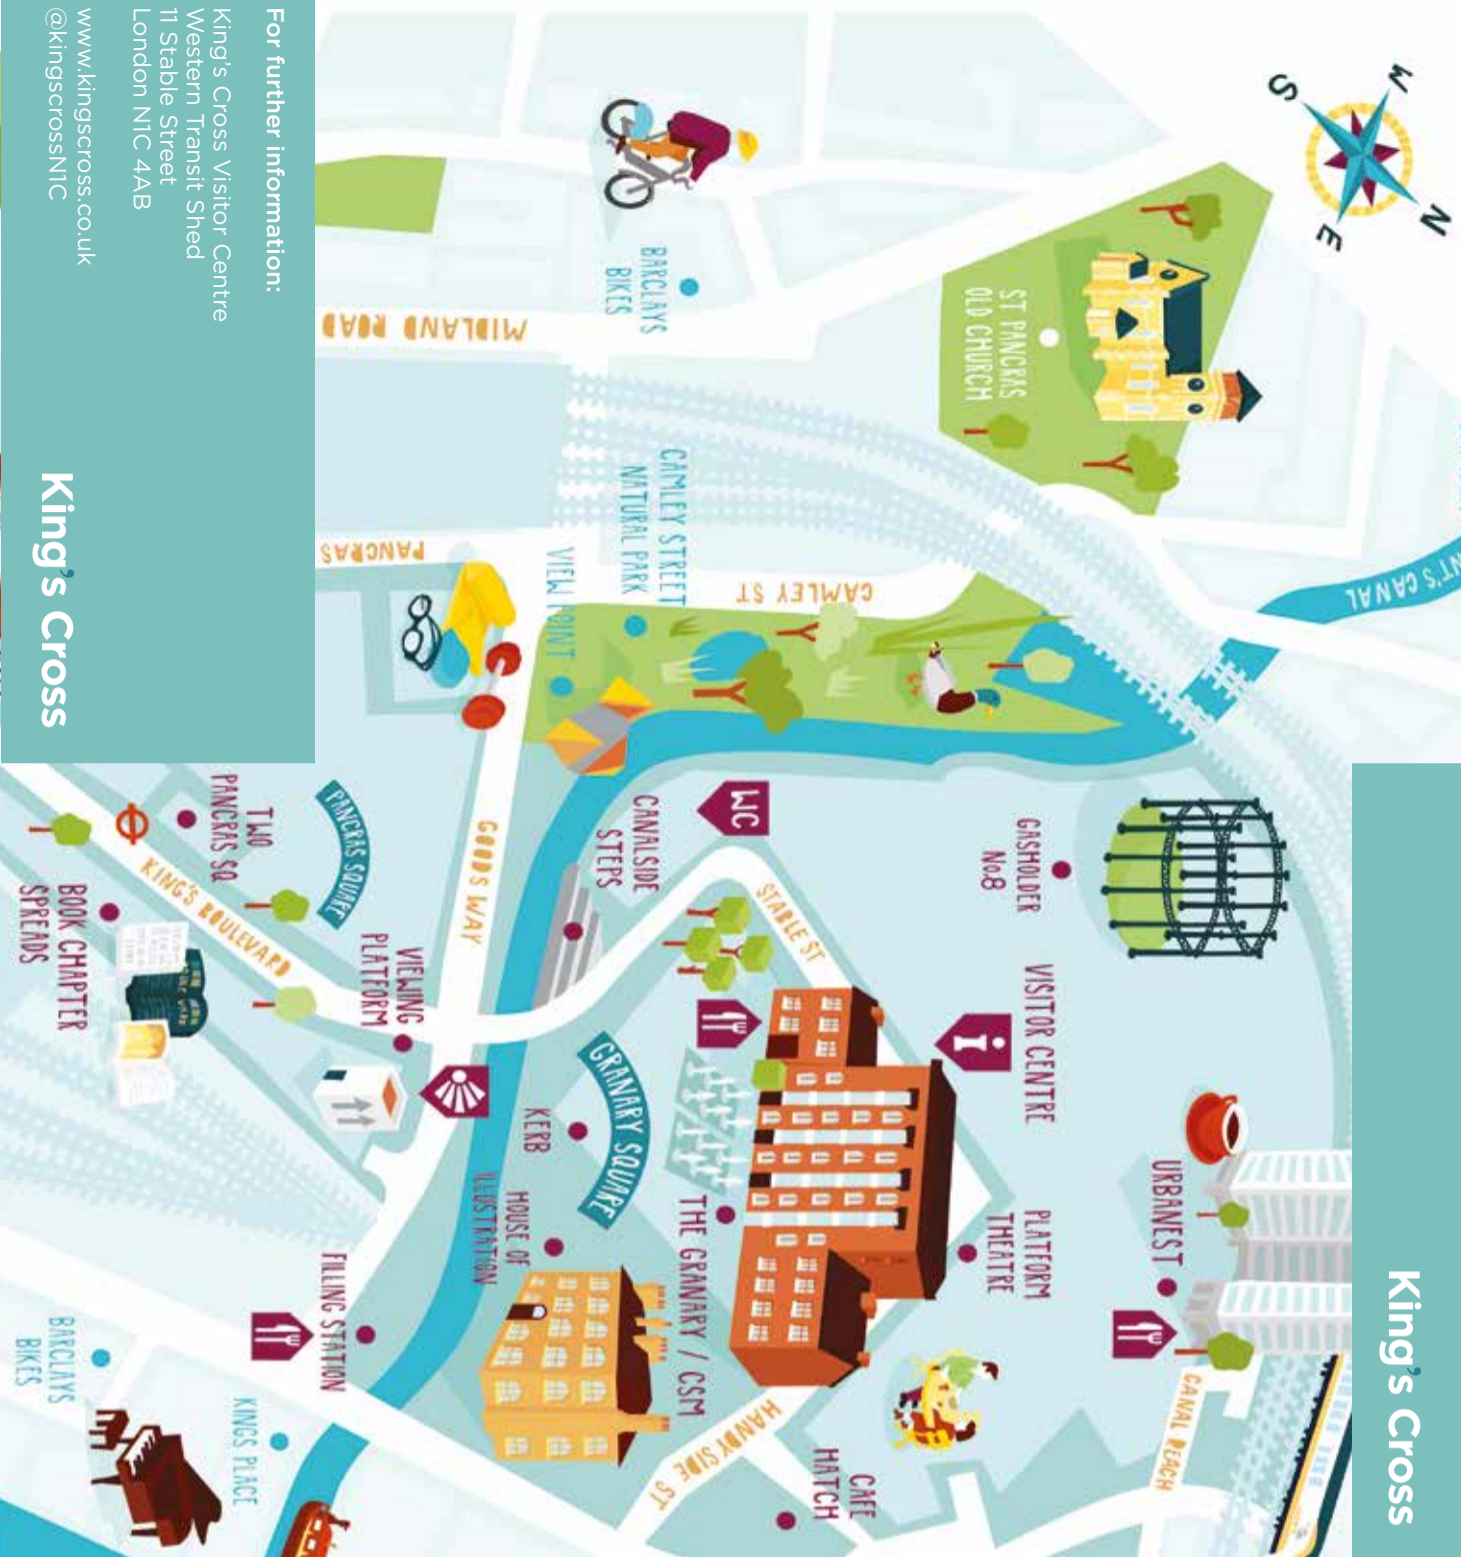 For further information:
King's Cross Visitor Centre
Western Transit Shed
11 Stable Street
London N1C 4AB
www.kingscross.co.uk
@kingscrossN1C
King's Cross
King's Cross
W
N
S
E
ST PANCRAS
OLD CHURCH
BARCLAYS
BIKES
MIDLAND ROAD
NT'S CANAL
CAMLEY STREET
NATURAL PARK
CAMLEY ST
PANCRAS
VIEWPOINT
GASHOLDER
No.8
WC
CANALSIDE
STEPS
STABLE ST
GOODS WAY
PANCRAS SQUARE
TWO
PANCRAS SQ
KING'S BOULEVARD
BOOK CHAPTER
SPREADS
VIEWING
PLATFORM
VISITOR CENTRE
i
GRANARY SQUARE
KERB
URBANEST
PLATFORM
THEATRE
THE GRANARY / CSM
HOUSE OF
ILLUSTRATION
FILLING STATION
CANAL REACH
HANDYSIDE ST
CAFE
HATCH
BARCLAYS
BIKES
KINGS PLACE